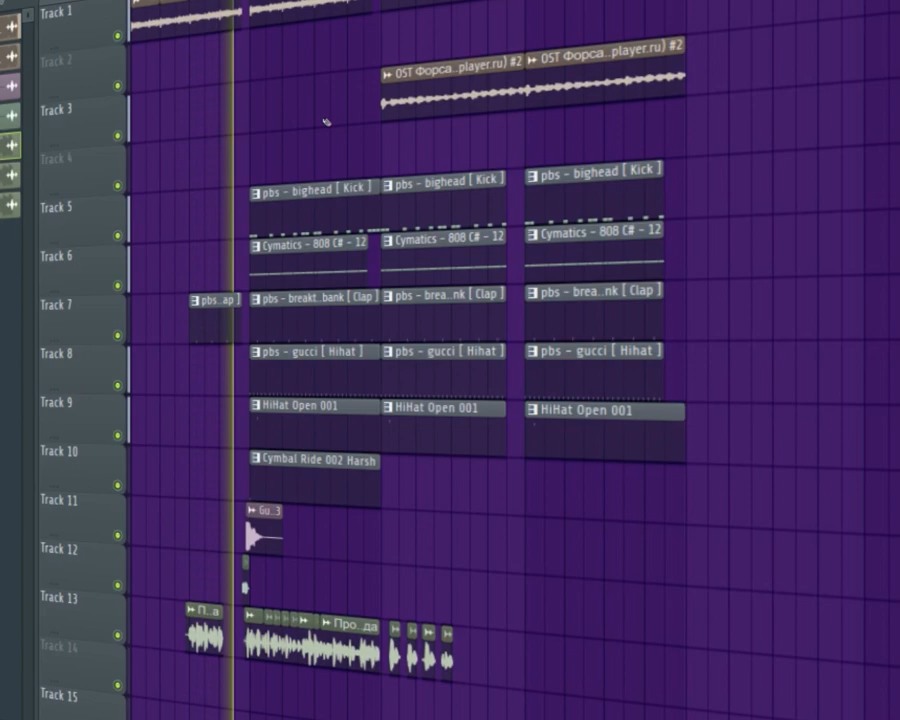 Track 1
Track 2
OST Форса..player.ru) #2
OST Форса..player.ru) #2
Track 3
Track 4
pbs - bighead [ Kick ]
pbs - bighead [ Kick ]
pbs - bighead [ Kick ]
Track 5
Cymatics - 808 C# - 12
Cymatics - 808 C# - 12
Cymatics - 808 C# - 12
Track 6
pbs..ap ]
pbs - breakt..bank [ Clap ]
pbs - brea..nk [ Clap ]
pbs - brea..nk [ Clap ]
Track 7
pbs - gucci [ Hihat ]
pbs - gucci [ Hihat ]
pbs - gucci [ Hihat ]
Track 8
HiHat Open 001
HiHat Open 001
HiHat Open 001
Track 9
Cymbal Ride 002 Harsh
Track 10
Gu..3
Track 11
Track 12
Track 13
П..а
Про..да
Track 14
Track 15